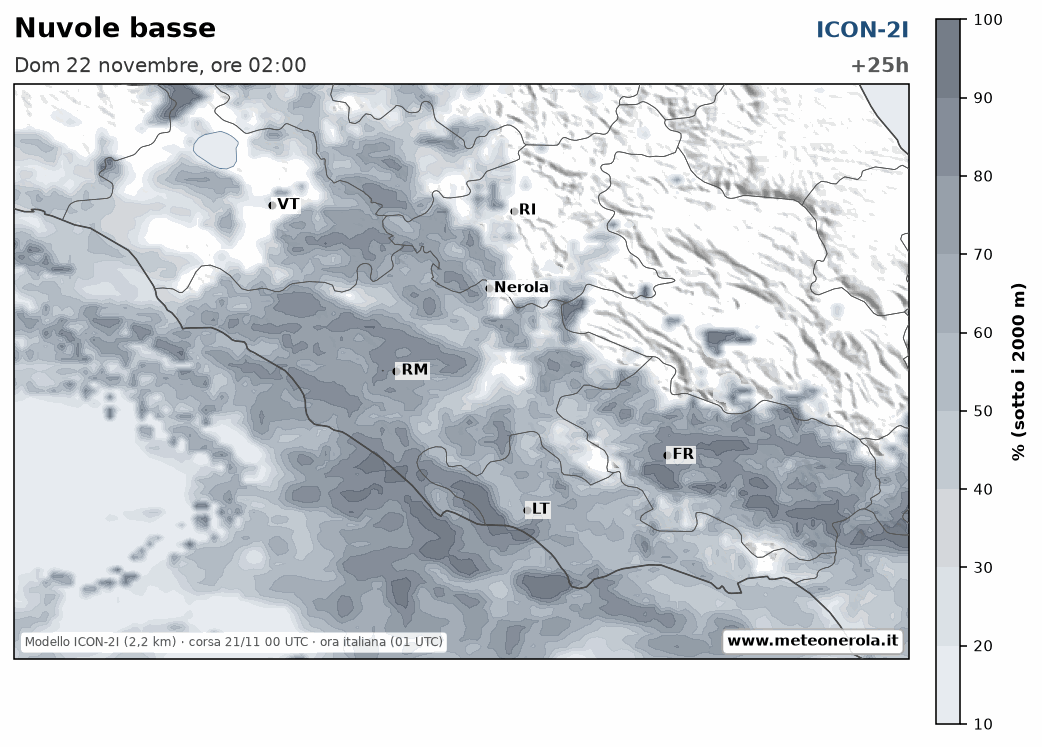 Nuvole basse
ICON-2I
Dom 22 novembre, ore 02:00
+25h
VT
RI
Nerola
RM
FR
LT
Modello ICON-2I (2,2 km) · corsa 21/11 00 UTC · ora italiana (01 UTC)
www.meteonerola.it
100
90
80
70
60
50
40
30
20
10
% (sotto i 2000 m)